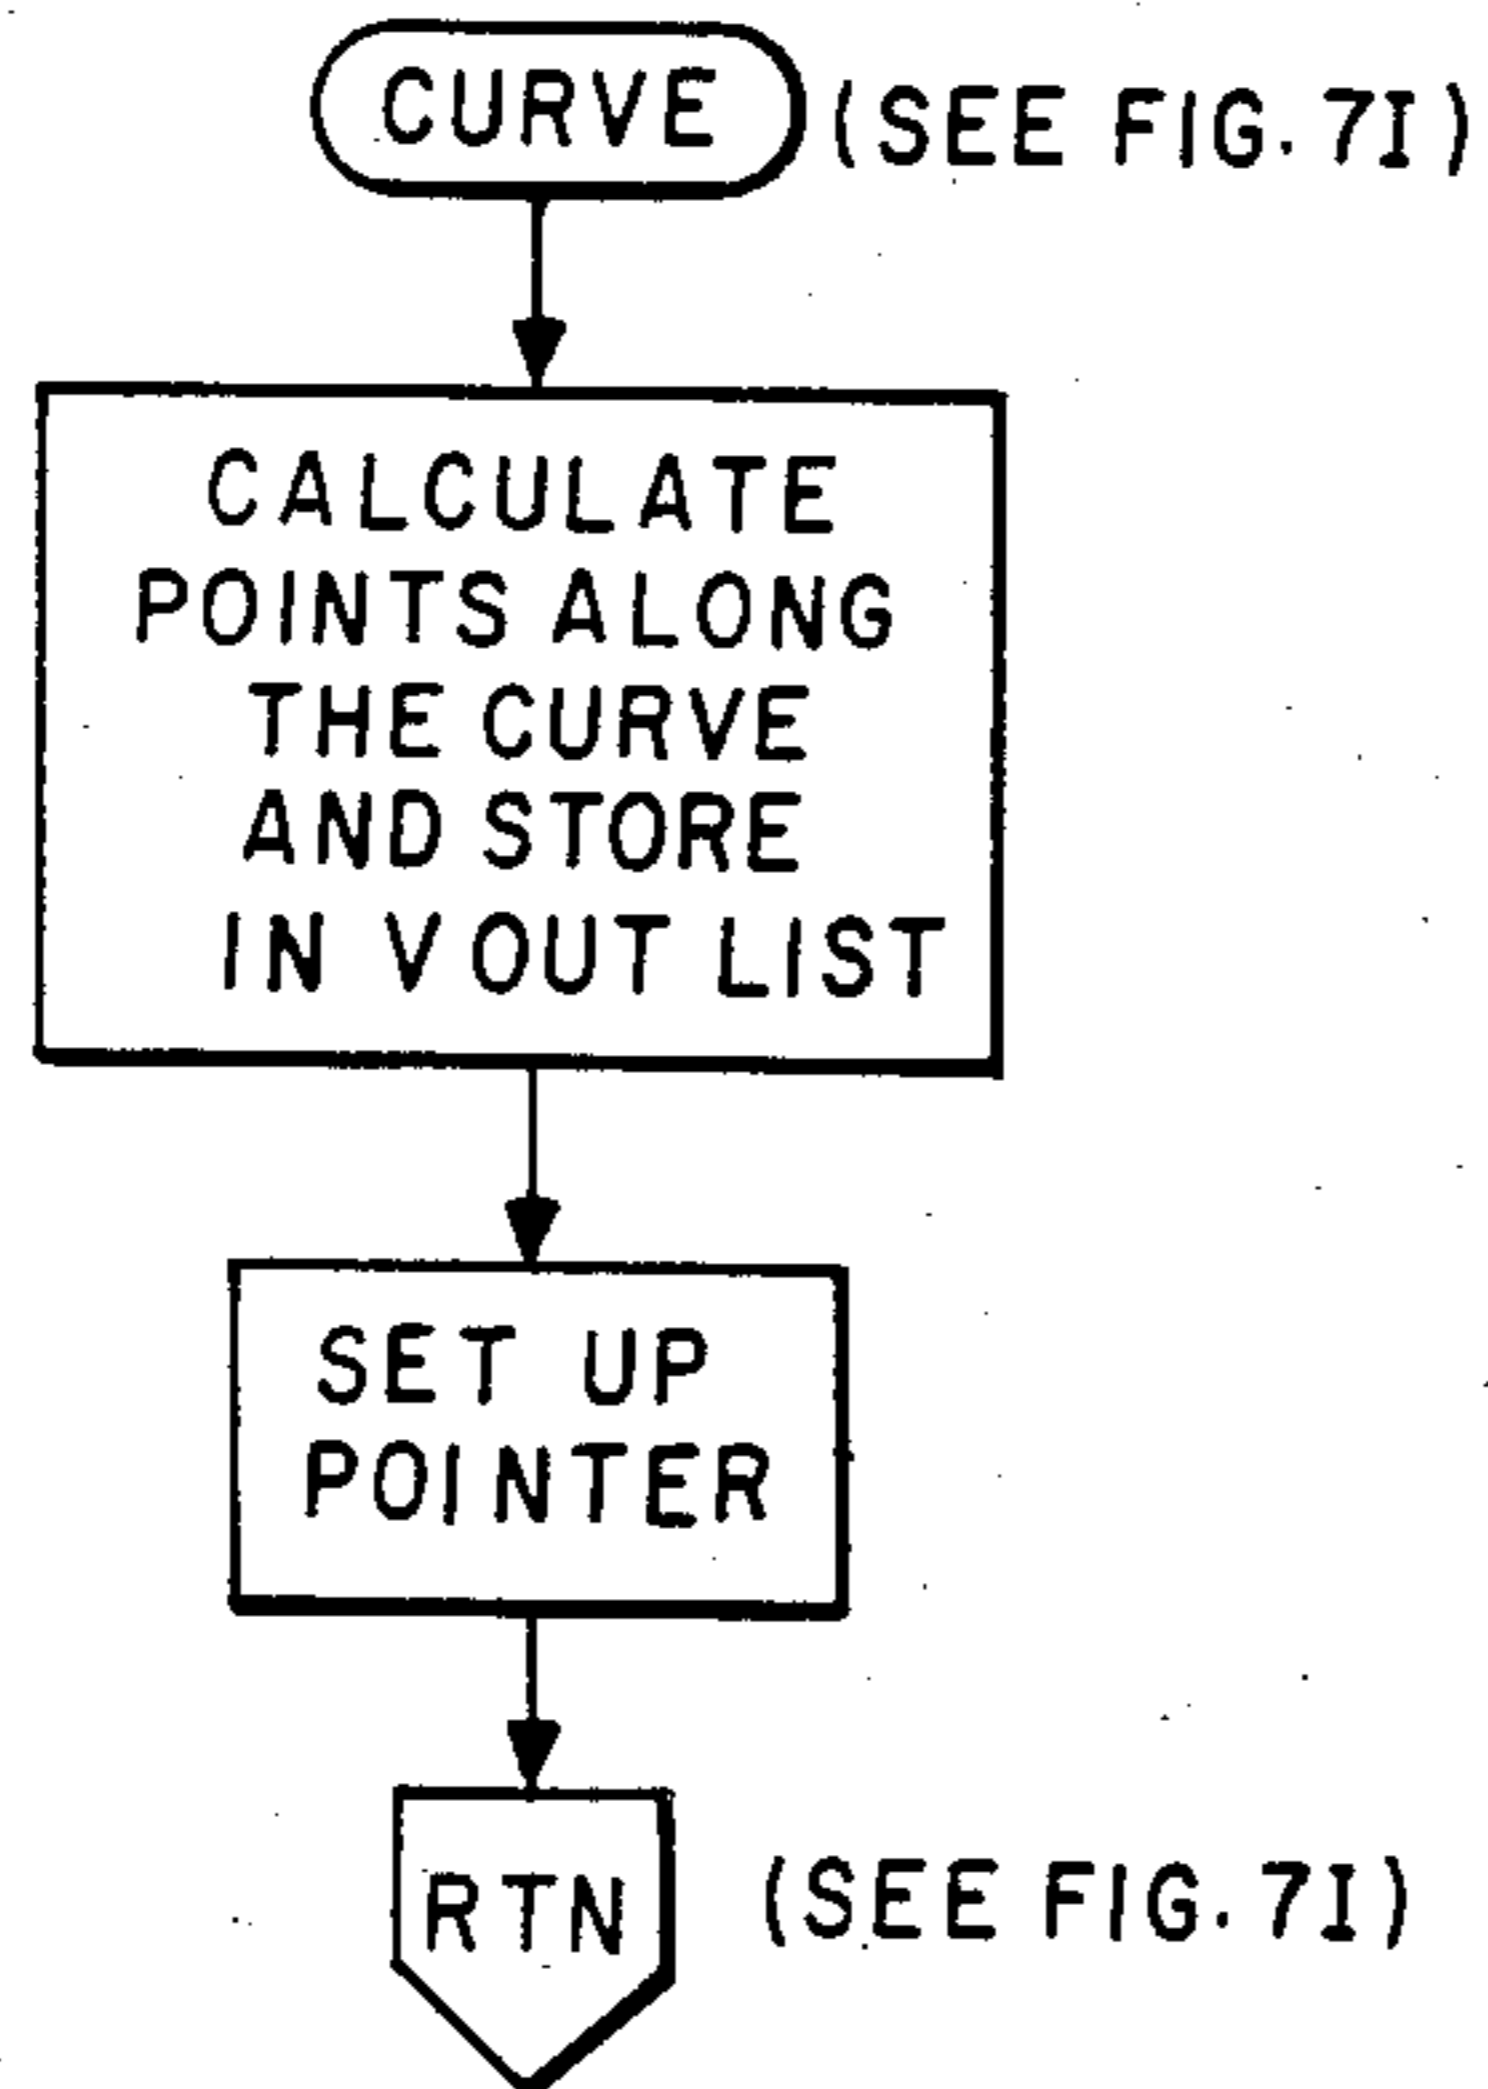 CURVE (SEE FIG. 7I)
CALCULATE
POINTS ALONG
THE CURVE
AND STORE
IN VOUT LIST
SET UP
POINTER
RTN (SEE FIG. 7I)